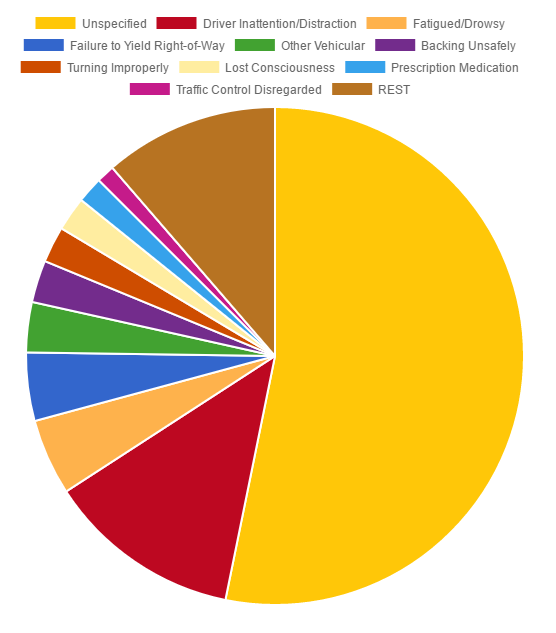 Unspecified Driver Inattention/Distraction Fatigued/Drowsy
Failure to Yield Right-of-Way Other Vehicular Backing Unsafely
Turning Improperly Lost Consciousness Prescription Medication
Traffic Control Disregarded REST